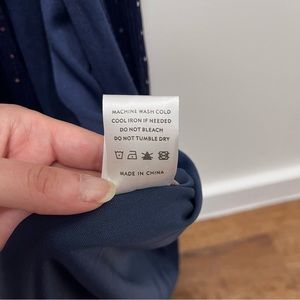 MACHINE WASH COLD
COOL IRON IF NEEDED
DO NOT BLEACH
DO NOT TUMBLE DRY
MADE IN CHINA